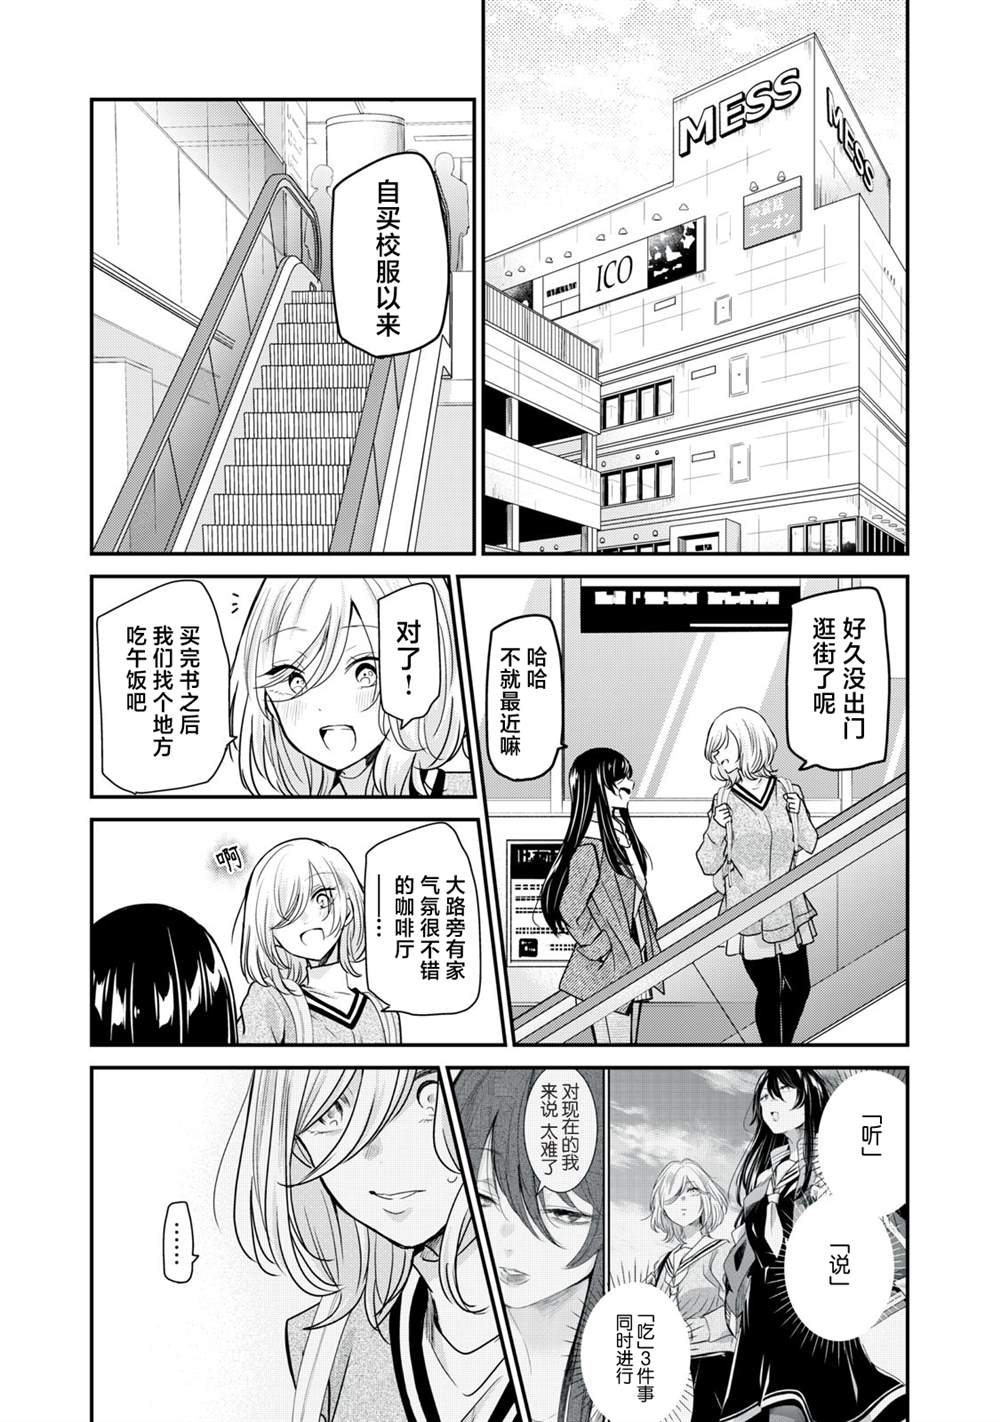 MESS
MESS
ICO
エーオン
自买校服以来
好久没出门
逛街了呢
哈哈
不就最近嘛
对了！
买完书之后
我们找个地方
吃午饭吧
大路旁有家
气氛很不错
的咖啡厅
……
啊
「听」
「说」
「吃」3件事
同时进行
对现在的我
来说 太难了
……